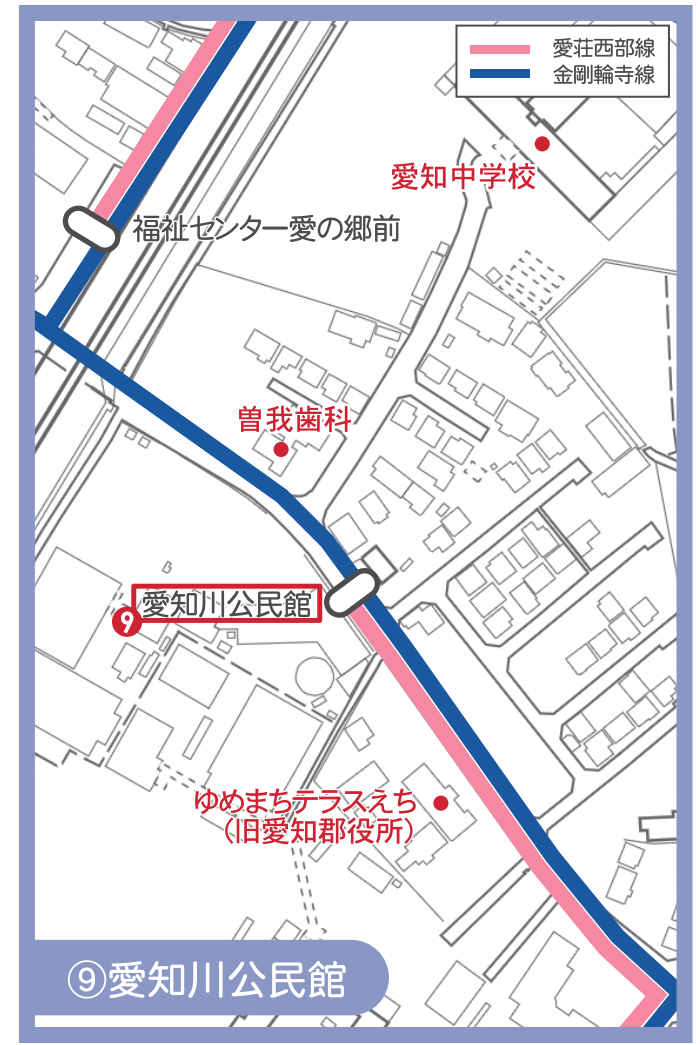 愛荘西部線
金剛輪寺線
愛知中学校
福祉センター愛の郷前
曽我歯科
愛知川公民館
9
ゆめまちテラスえち
（旧愛知郡役所）
⑨愛知川公民館